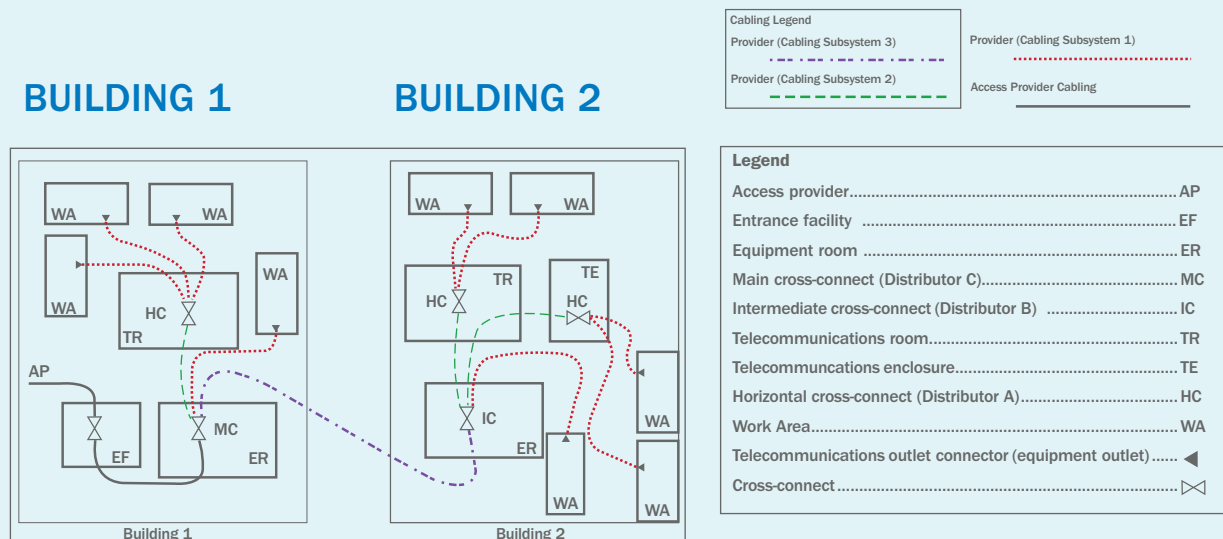 Cabling Legend
Provider (Cabling Subsystem 3)
Provider (Cabling Subsystem 2)
Provider (Cabling Subsystem 1)
Access Provider Cabling
BUILDING 1
BUILDING 2
WA
WA
WA
WA
HC
TR
AP
EF
MC
ER
Building 1
WA
WA
TR
HC
TE
HC
IC
ER
WA
WA
WA
Building 2
Legend
Access provider.......................................................................... AP
Entrance facility .......................................................................... EF
Equipment room ........................................................................ ER
Main cross-connect (Distributor C)............................................ MC
Intermediate cross-connect (Distributor B) .............................. IC
Telecommunications room......................................................... TR
Telecommuncations enclosure................................................... TE
Horizontal cross-connect (Distributor A)..................................... HC
Work Area................................................................................... WA
Telecommunications outlet connector (equipment outlet)......
Cross-connect..............................................................................